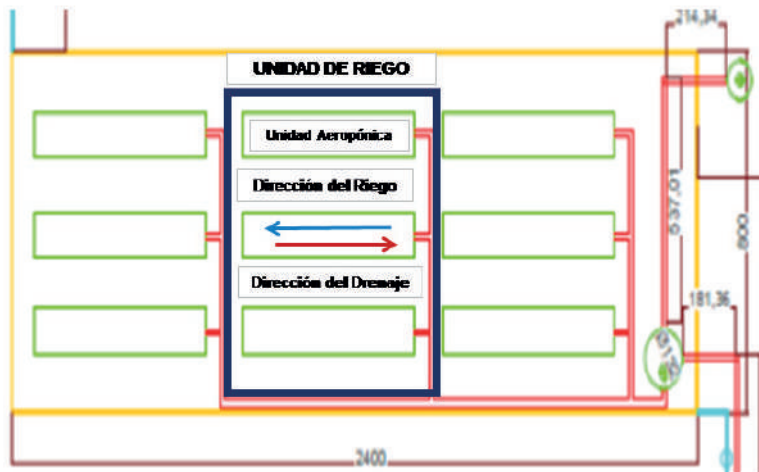 214,34
UNIDAD DE RIEGO
Unidad Aeropónica
Dirección del Riego
537,01
800
Dirección del Drenaje
181,36
2400